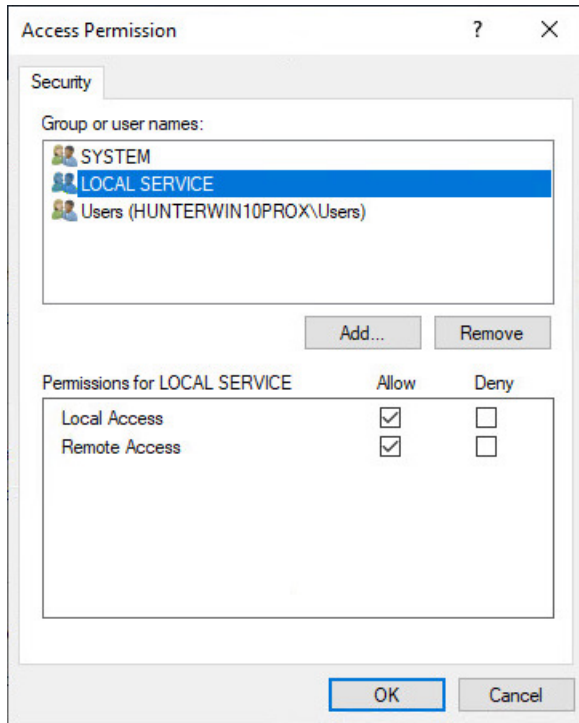 Access Permission ?
Security
Group or user names:
SYSTEM
LOCAL SERVICE
Users (HUNTERWIN10PROX\Users)
Add... Remove
Permissions for LOCAL SERVICE Allow Deny
Local Access
Remote Access
OK Cancel